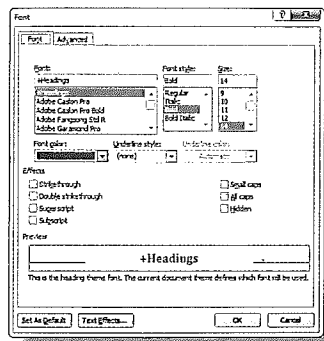 Font
Font Advanced
Font: Font style: Size:
+Headings Bold 14
Adobe Caslon Pro Regular 9
Adobe Caslon Pro Bold Italic 10
Adobe Fangsong Std R 11
Adobe Garamond Pro Bold Italic 12
Font color: Underline style: Underline color:
(none) Automatic
Effects
Strikethrough Small caps
Double strikethrough All caps
Superscript Hidden
Subscript
Preview
+Headings
This is the heading theme font. The current document theme defines which font will be used.
Set As Default Text Effects... OK Cancel